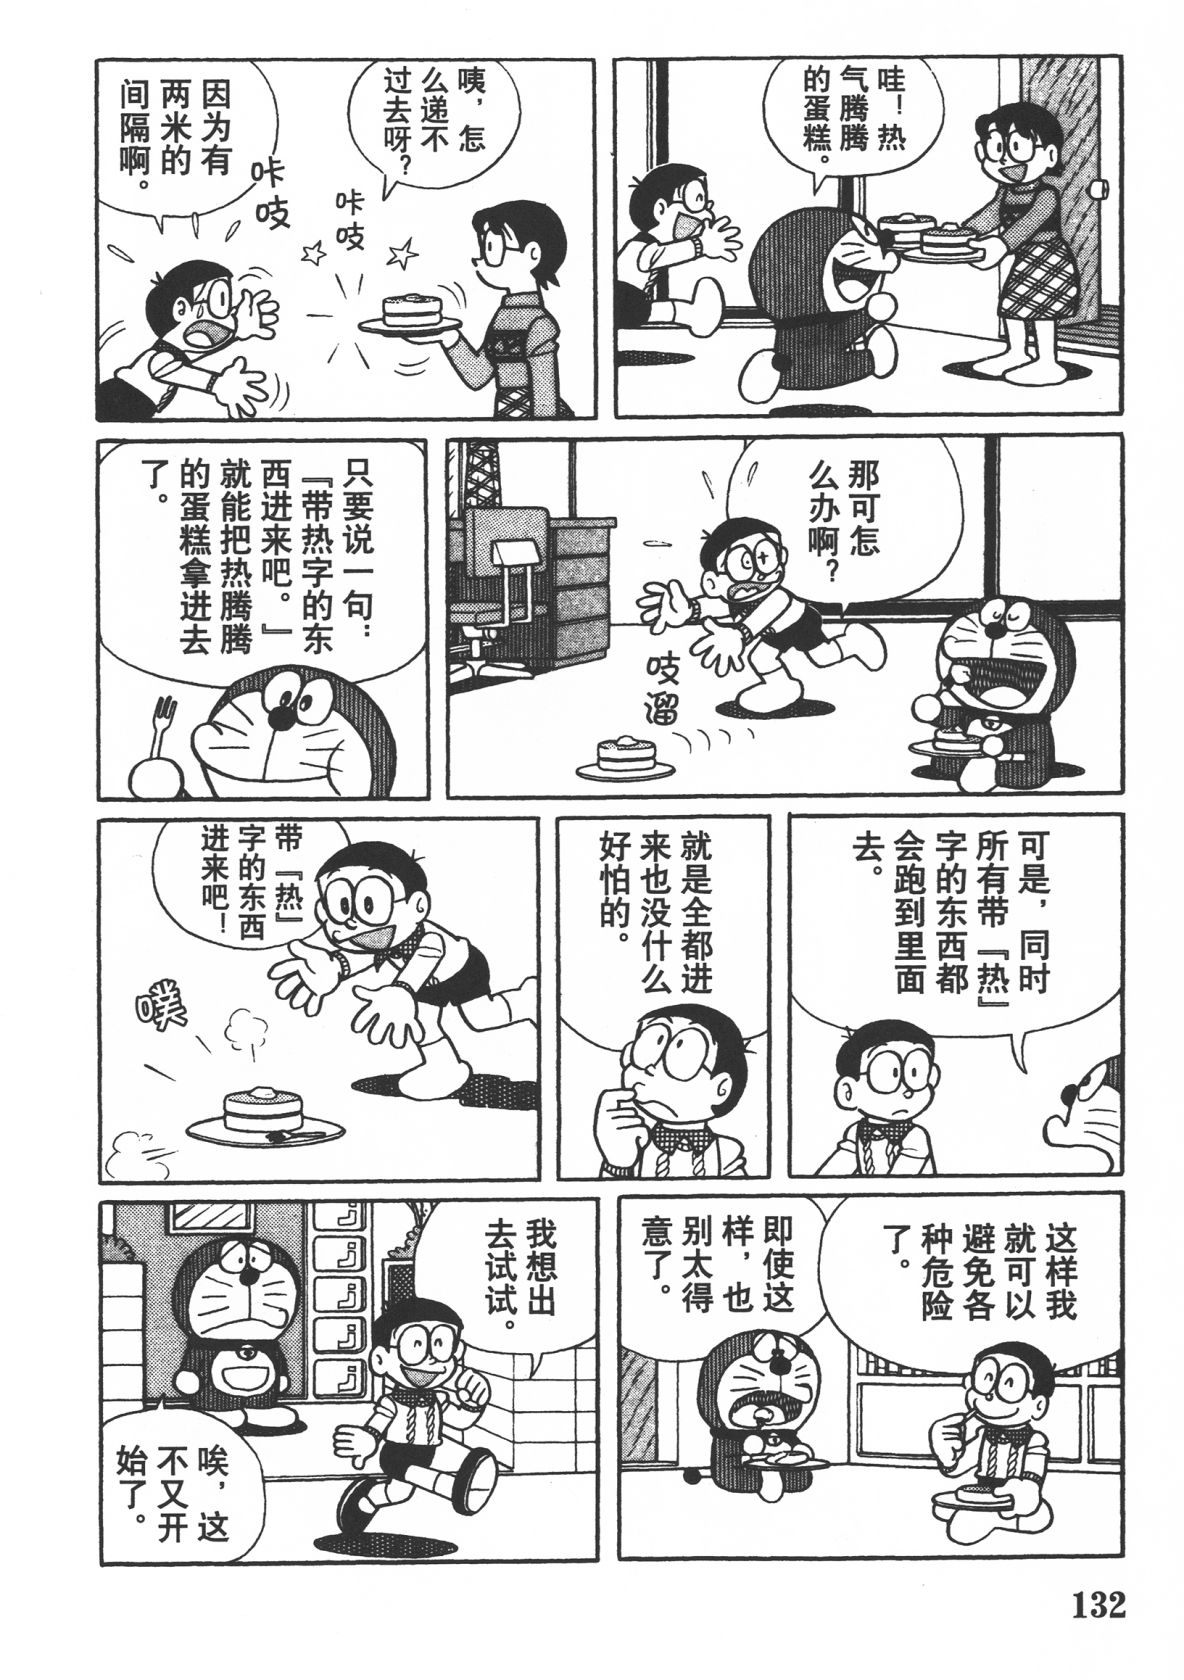 哇！热
气腾腾
的蛋糕。
咦，怎
么递不
过去呀？
咔
吱
咔
吱
因为有
两米的
间隔啊。
那可怎
么办啊？
吱
溜
只要说一句：
『带热字的东
西进来吧。』
就能把热腾腾
的蛋糕拿进去
了。
可是，同时
所有带『热』
字的东西都
会跑到里面
去。
就是全都进
来也没什么
好怕的。
带『热』
字的东西
进来吧！
噗
这样我
就可以
避免各
种危险
了。
即使这
样，也
别太得
意了。
我想出
去试试。
唉，这
不又开
始了。
132